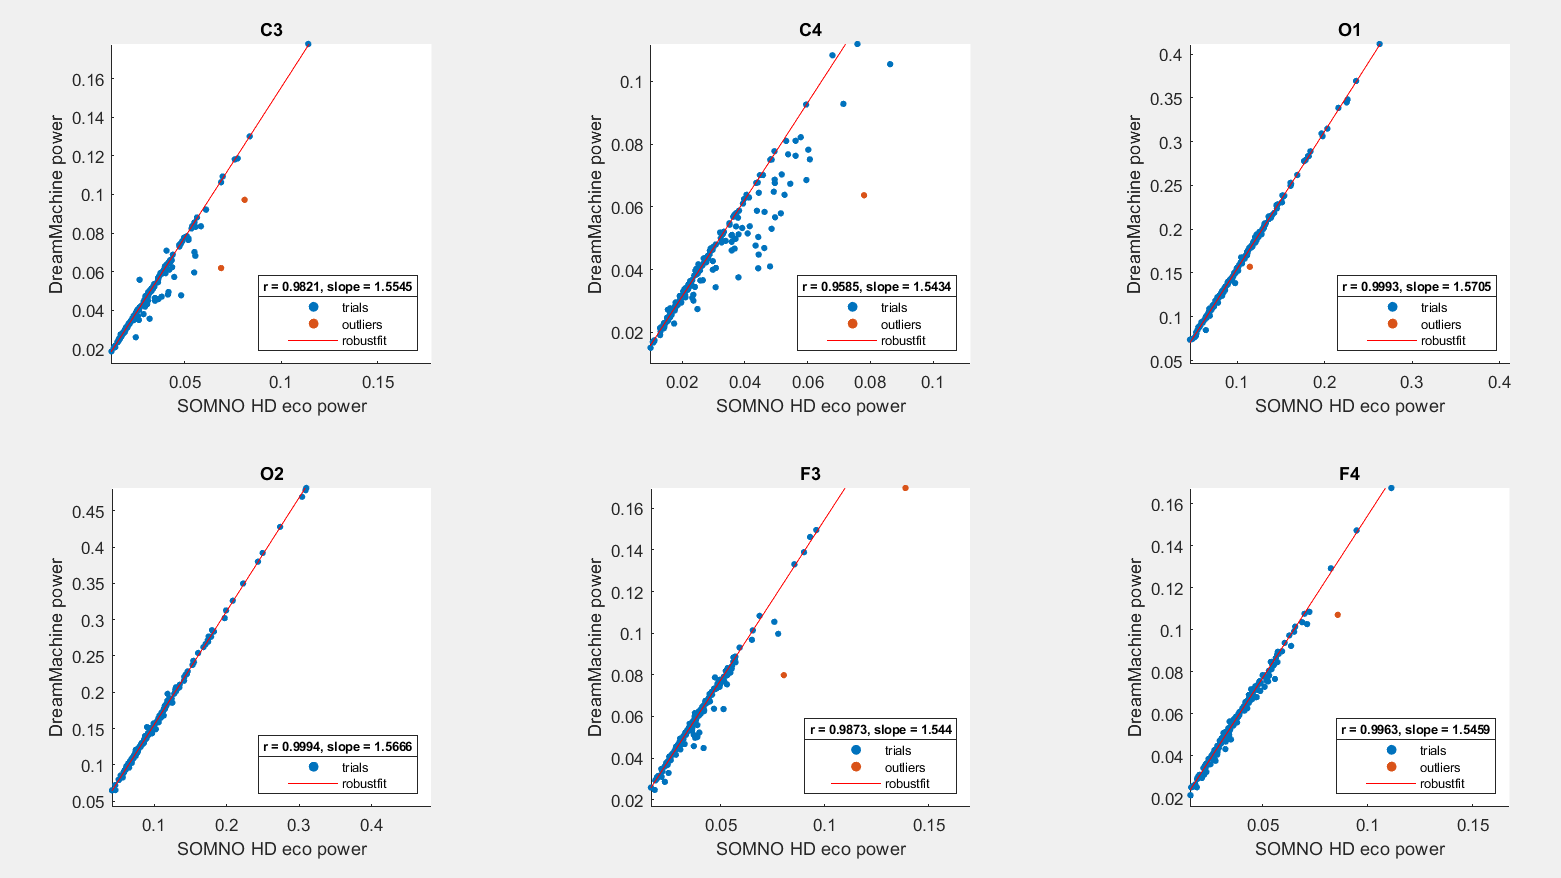 C3
DreamMachine power
0.16
0.14
0.12
0.1
0.08
0.06
0.04
0.02
0.05
0.1
0.15
SOMNO HD eco power
r = 0.9821, slope = 1.5545
trials
outliers
robustfit
C4
DreamMachine power
0.1
0.08
0.06
0.04
0.02
0.02
0.04
0.06
0.08
0.1
SOMNO HD eco power
r = 0.9585, slope = 1.5434
trials
outliers
robustfit
O1
DreamMachine power
0.4
0.35
0.3
0.25
0.2
0.15
0.1
0.05
0.1
0.2
0.3
0.4
SOMNO HD eco power
r = 0.9993, slope = 1.5705
trials
outliers
robustfit
O2
DreamMachine power
0.45
0.4
0.35
0.3
0.25
0.2
0.15
0.1
0.05
0.1
0.2
0.3
0.4
SOMNO HD eco power
r = 0.9994, slope = 1.5666
trials
robustfit
F3
DreamMachine power
0.16
0.14
0.12
0.1
0.08
0.06
0.04
0.02
0.05
0.1
0.15
SOMNO HD eco power
r = 0.9873, slope = 1.544
trials
outliers
robustfit
F4
DreamMachine power
0.16
0.14
0.12
0.1
0.08
0.06
0.04
0.02
0.05
0.1
0.15
SOMNO HD eco power
r = 0.9963, slope = 1.5459
trials
outliers
robustfit